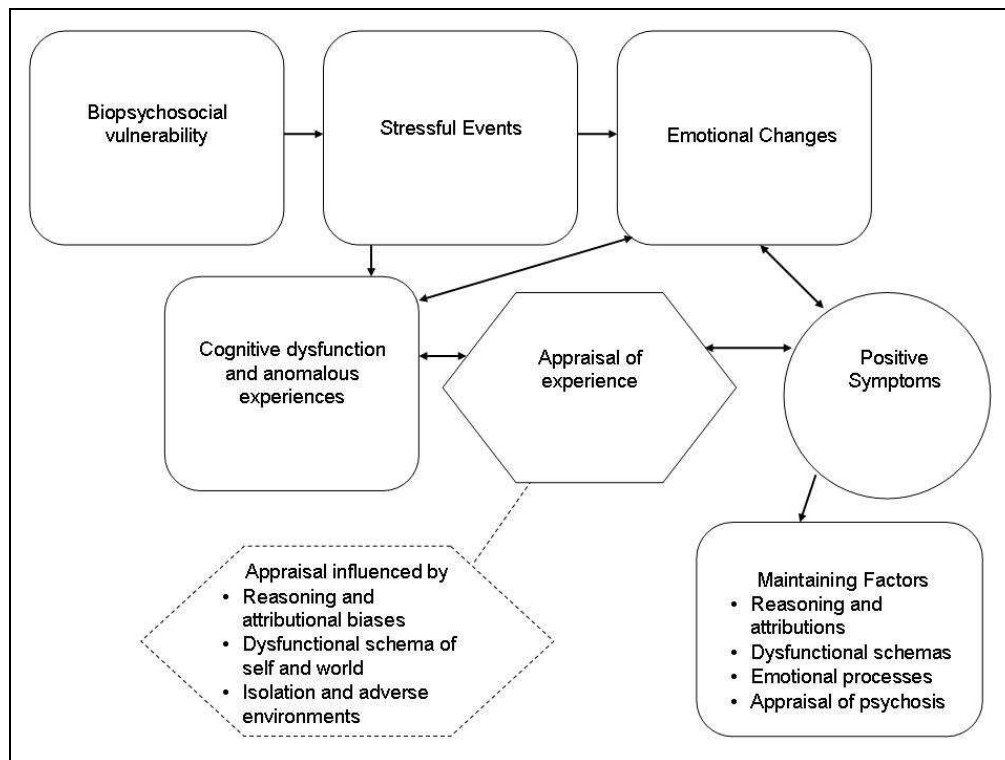 Biopsychosocial
vulnerability
Stressful Events
Emotional Changes
Cognitive dysfunction
and anomalous
experiences
Appraisal of
experience
Positive
Symptoms
Appraisal influenced by
• Reasoning and
attributional biases
• Dysfunctional schema of
self and world
• Isolation and adverse
environments
Maintaining Factors
• Reasoning and
attributions
• Dysfunctional schemas
• Emotional processes
• Appraisal of psychosis